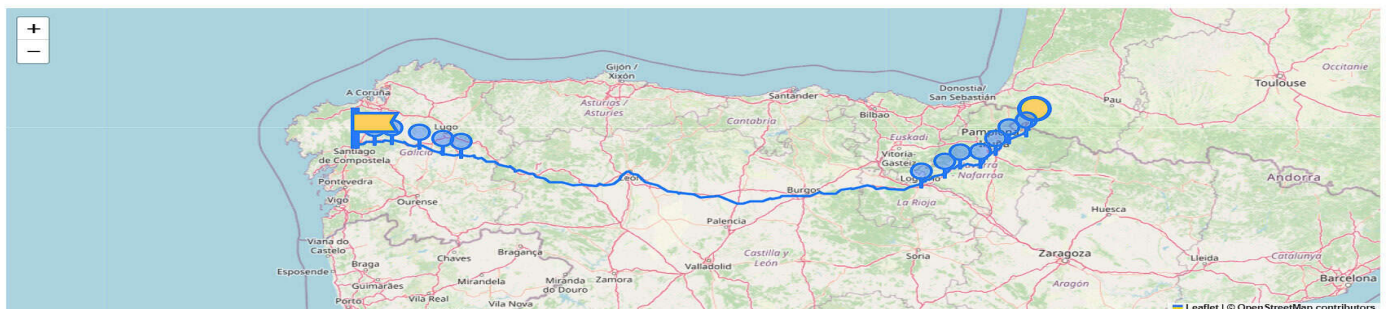 +
−
Gijón /
Xixón
A Coruña
Santander
Donostia/
San Sebastián
Bilbao
Pau
Toulouse
Occitanie
Asturias /
Asturies
Cantabria
Euskadi
Lugo
Santiago
de Compostela
Galicia
Vitoria-
Gasteiz
Nafarroa
Andorra
Pontevedra
Vigo
Ourense
León
Burgos
La Rioja
Palencia
Huesca
Viana do
Castelo
Bragança
Chaves
Castilla y
León
Soria
Zaragoza
Lleida
Catalunya
Esposende
Braga
Guimarães
Mirandela
Miranda
do Douro
Zamora
Valladolid
Aragón
Barcelona
Porto
Vila Real
Vila Nova
Leaflet | © OpenStreetMap contributors